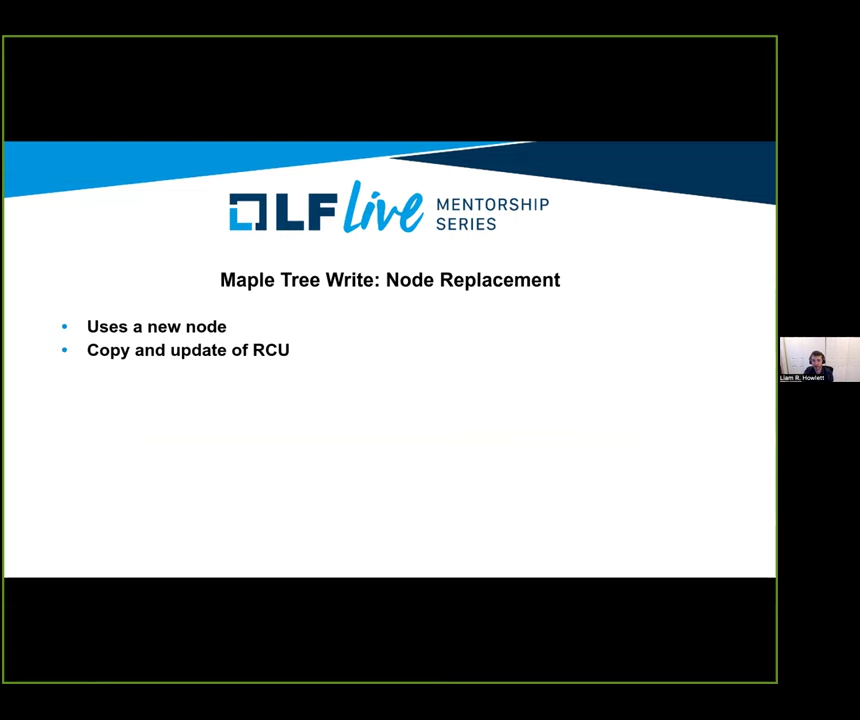 LF live MENTORSHIP
SERIES
Maple Tree Write: Node Replacement
• Uses a new node
• Copy and update of RCU
Liam R. Howlett